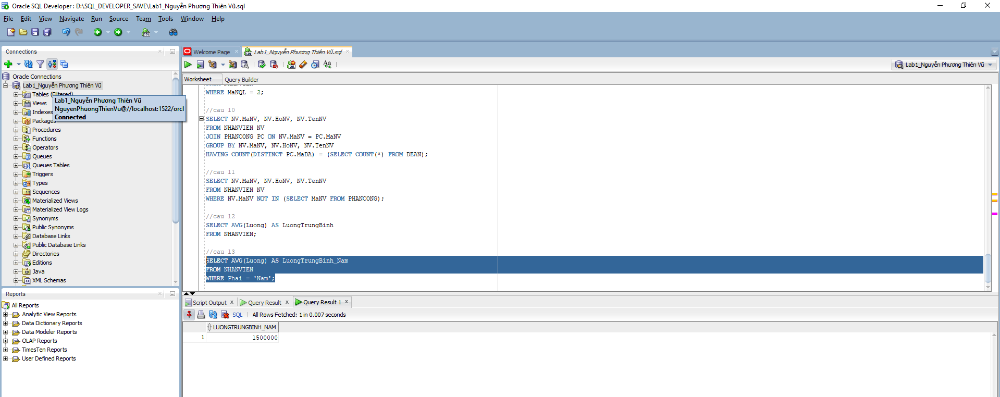 Oracle SQL Developer : D:\SQL_DEVELOPER_SAVE\Lab1_Nguyễn Phương Thiên Vũ.sql
File Edit View Navigate Run Source Team Tools Window Help
Connections
Oracle Connections
Lab1_Nguyễn Phương Thiên Vũ
Tables (Filtered)
Lab1_Nguyễn Phương Thiên Vũ
NguyenPhuongThienVu@//localhost:1522/orcl
Connected
Views
Indexes
Packages
Procedures
Functions
Operators
Queues
Queues Tables
Triggers
Types
Sequences
Materialized Views
Materialized View Logs
Synonyms
Public Synonyms
Database Links
Public Database Links
Directories
Editions
Java
XML Schemas
Reports
All Reports
Analytic View Reports
Data Dictionary Reports
Data Modeler Reports
OLAP Reports
TimesTen Reports
User Defined Reports
Welcome Page Lab1_Nguyễn Phương Thiên Vũ.sql
Lab1_Nguyễn Phương Thiên Vũ
Worksheet Query Builder
WHERE MaNQL = 2;
//cau 10
SELECT NV.MaNV, NV.HoNV, NV.TenNV
FROM NHANVIEN NV
JOIN PHANCONG PC ON NV.MaNV = PC.MaNV
GROUP BY NV.MaNV, NV.HoNV, NV.TenNV
HAVING COUNT(DISTINCT PC.MaDA) = (SELECT COUNT(*) FROM DEAN);
//cau 11
SELECT NV.MaNV, NV.HoNV, NV.TenNV
FROM NHANVIEN NV
WHERE NV.MaNV NOT IN (SELECT MaNV FROM PHANCONG);
//cau 12
SELECT AVG(Luong) AS LuongTrungBinh
FROM NHANVIEN;
//cau 13
SELECT AVG(Luong) AS LuongTrungBinh_Nam
FROM NHANVIEN
WHERE Phai = 'Nam';
Script Output Query Result Query Result 1
SQL All Rows Fetched: 1 in 0.007 seconds
LUONGTRUNGBINH_NAM
1 1500000